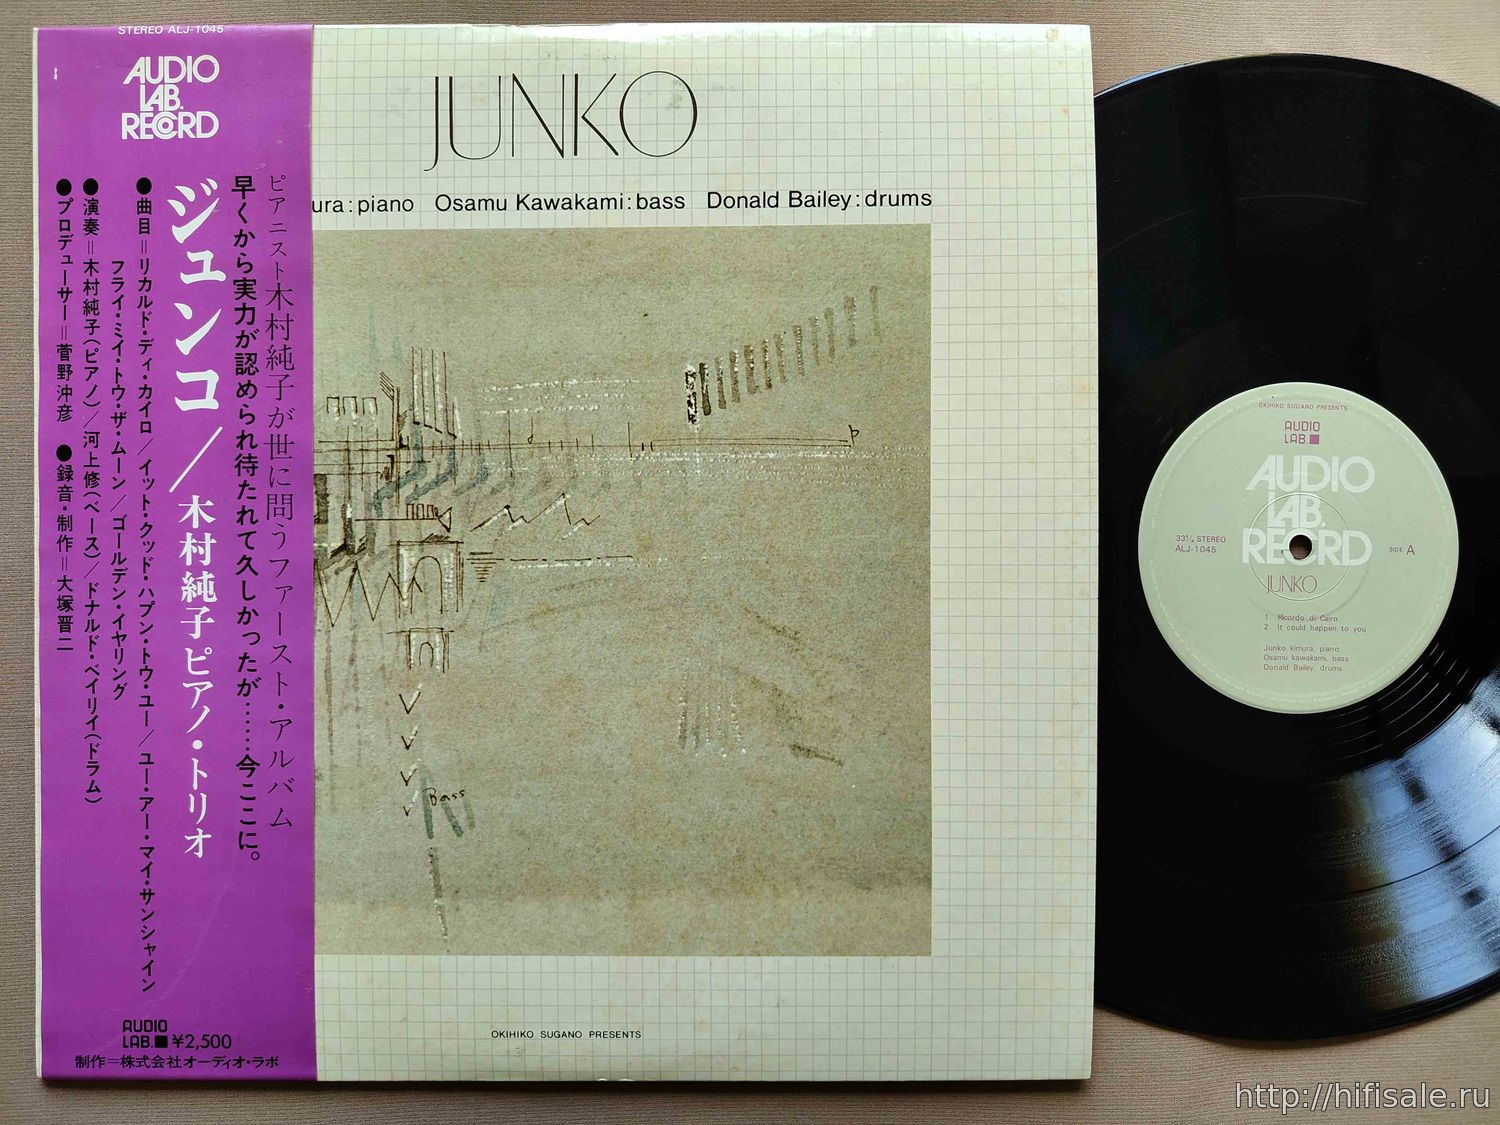 STEREO ALJ-1045
AUDIO
LAB.
RECORD
ピアニスト木村純子が世に問うファースト・アルバム
早くから実力が認められ待たれて久しかったが………今ここに。
ジュンコ／木村純子ピアノ・トリオ
●曲目＝リカルド・ディ・カイロ／イット・クッド・ハプン・トウ・ユー／ユー・アー・マイ・サンシャイン
フライ・ミイ・トウ・ザ・ムーン／ゴールデン・イヤリング
●演奏＝木村純子(ピアノ)／河上修(ベース)／ドナルド・ベイリイ(ドラム)
●プロデューサー＝菅野沖彦 ●録音・制作＝大塚晋二
AUDIO
LAB.■ ¥2,500
制作＝株式会社オーディオ・ラボ
JUNKO
ura:piano Osamu Kawakami:bass Donald Bailey:drums
Bass
OKIHIKO SUGANO PRESENTS
OKIHIKO SUGANO PRESENTS
AUDIO
LAB.■
AUDIO
LAB.
RECORD
33⅓ STEREO
ALJ-1045
SIDE A
JUNKO
1. Ricardo di Cairo
2. It could happen to you
Junko kimura, piano
Osamu kawakami, bass
Donald Bailey, drums
http://hifisale.ru